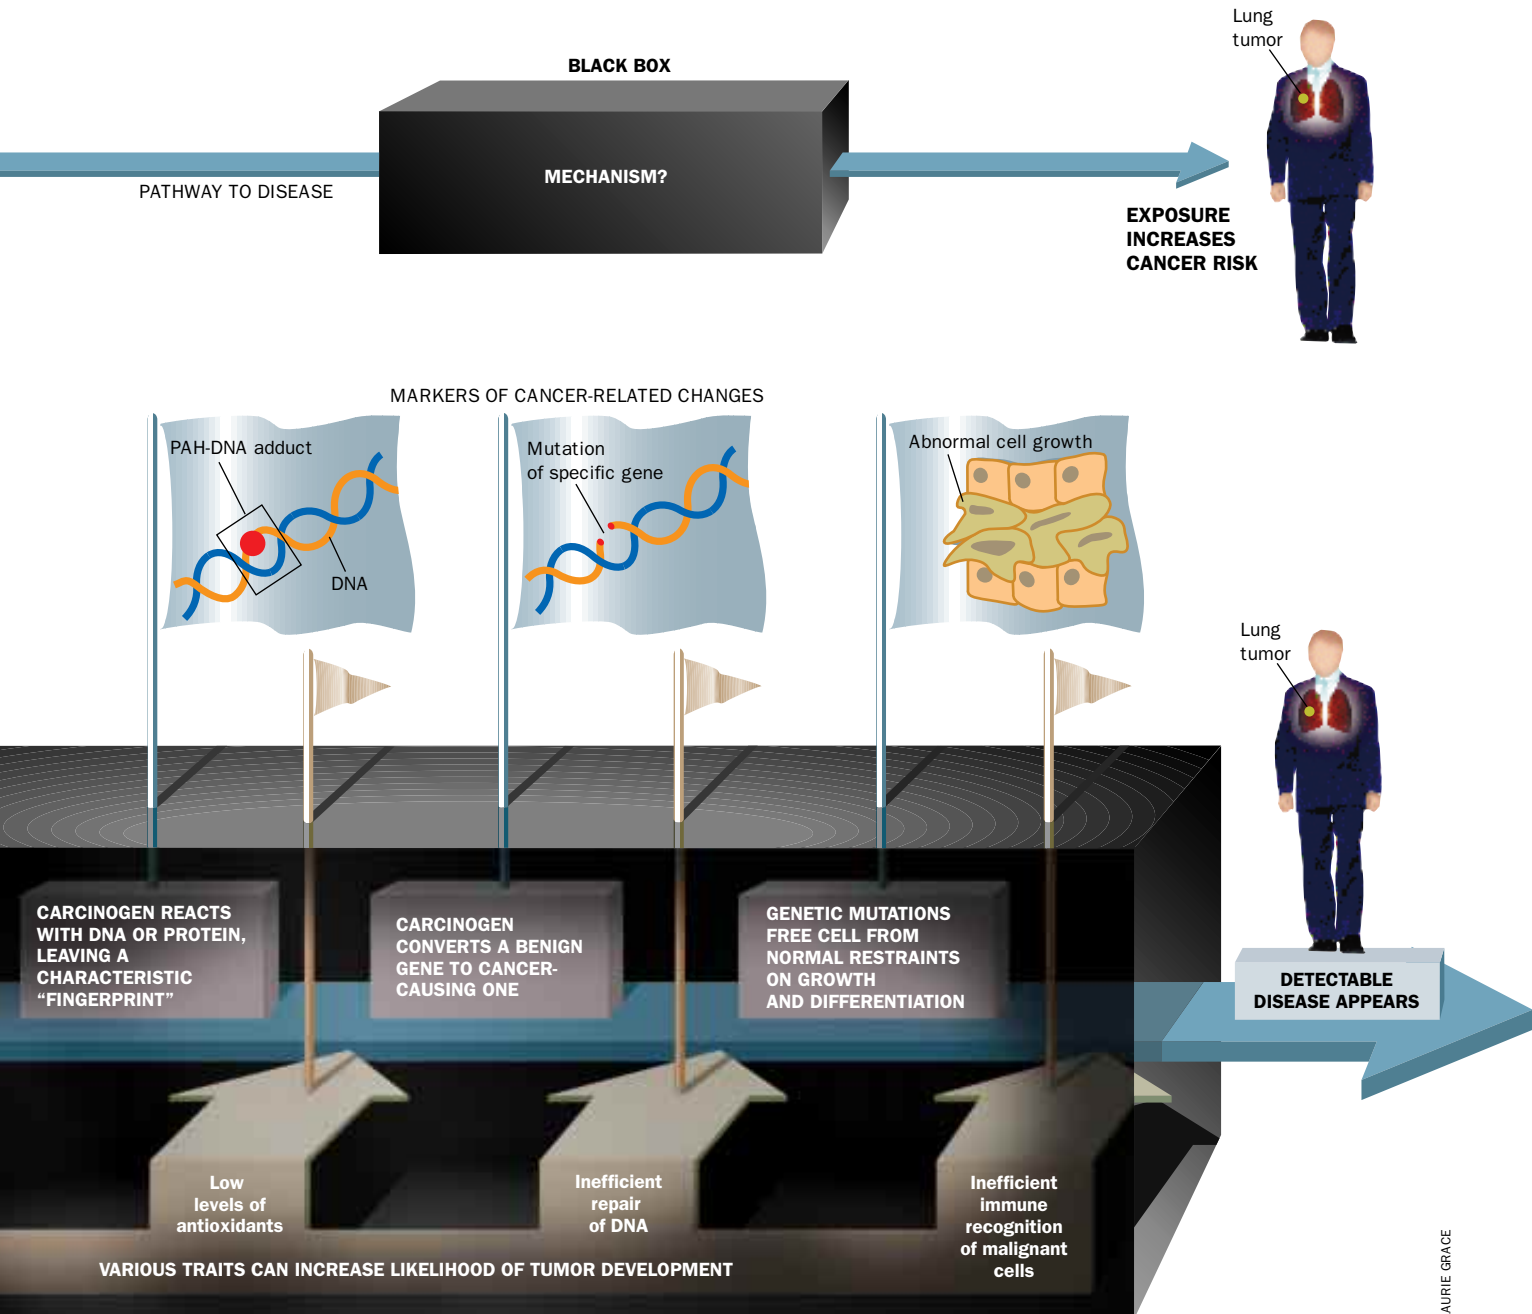 Lung
tumor
BLACK BOX
MECHANISM?
PATHWAY TO DISEASE
EXPOSURE
INCREASES
CANCER RISK
MARKERS OF CANCER-RELATED CHANGES
PAH-DNA adduct
DNA
Mutation
of specific gene
Abnormal cell growth
Lung
tumor
CARCINOGEN REACTS
WITH DNA OR PROTEIN,
LEAVING A
CHARACTERISTIC
“FINGERPRINT”
CARCINOGEN
CONVERTS A BENIGN
GENE TO CANCER-
CAUSING ONE
GENETIC MUTATIONS
FREE CELL FROM
NORMAL RESTRAINTS
ON GROWTH
AND DIFFERENTIATION
DETECTABLE
DISEASE APPEARS
Low
levels of
antioxidants
Inefficient
repair
of DNA
Inefficient
immune
recognition
of malignant
cells
VARIOUS TRAITS CAN INCREASE LIKELIHOOD OF TUMOR DEVELOPMENT
AURIE GRACE